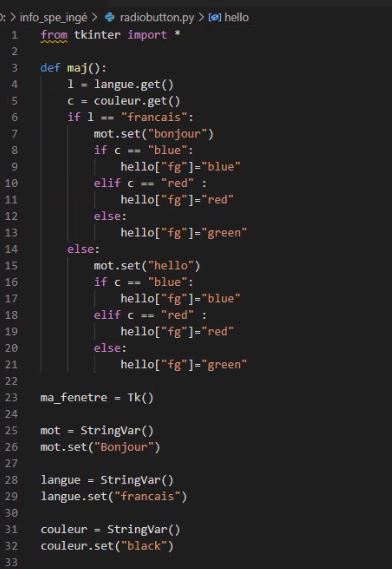 ): > info_spe_ingé > radiobutton.py > hello
1 from tkinter import *
2
3 def maj():
4     l = langue.get()
5     c = couleur.get()
6     if l == "francais":
7         mot.set("bonjour")
8         if c == "blue":
9             hello["fg"]="blue"
10         elif c == "red" :
11             hello["fg"]="red"
12         else:
13             hello["fg"]="green"
14     else:
15         mot.set("hello")
16         if c == "blue":
17             hello["fg"]="blue"
18         elif c == "red" :
19             hello["fg"]="red"
20         else:
21             hello["fg"]="green"
22
23 ma_fenetre = Tk()
24
25 mot = StringVar()
26 mot.set("Bonjour")
27
28 langue = StringVar()
29 langue.set("francais")
30
31 couleur = StringVar()
32 couleur.set("black")
33